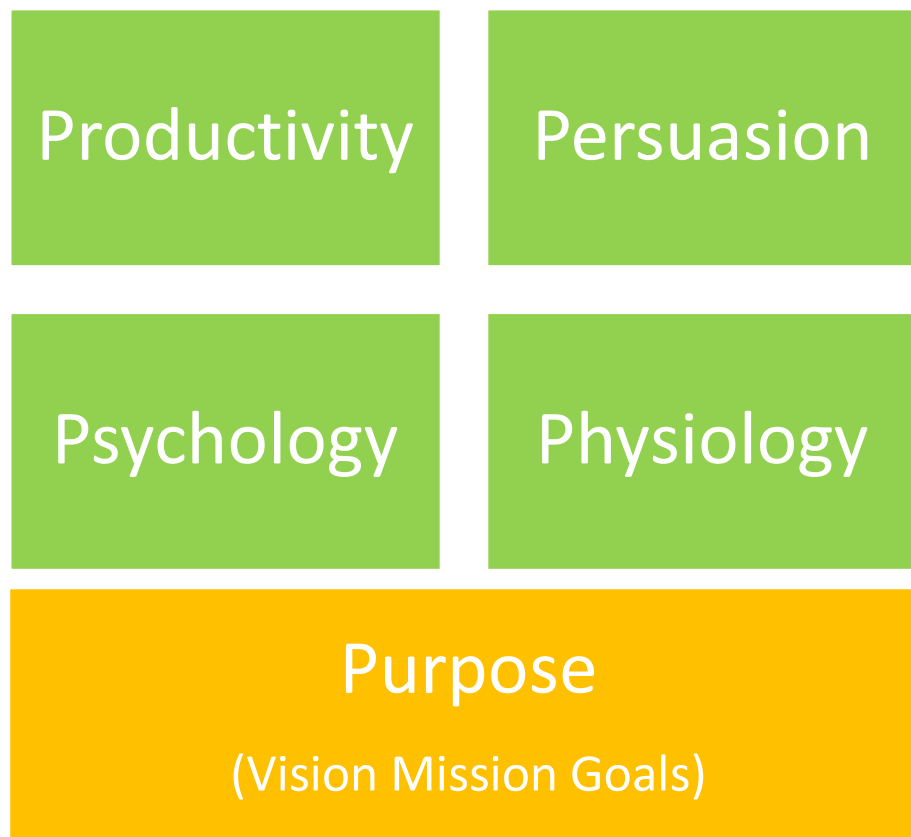 Productivity
Persuasion
Psychology
Physiology
Purpose
(Vision Mission Goals)